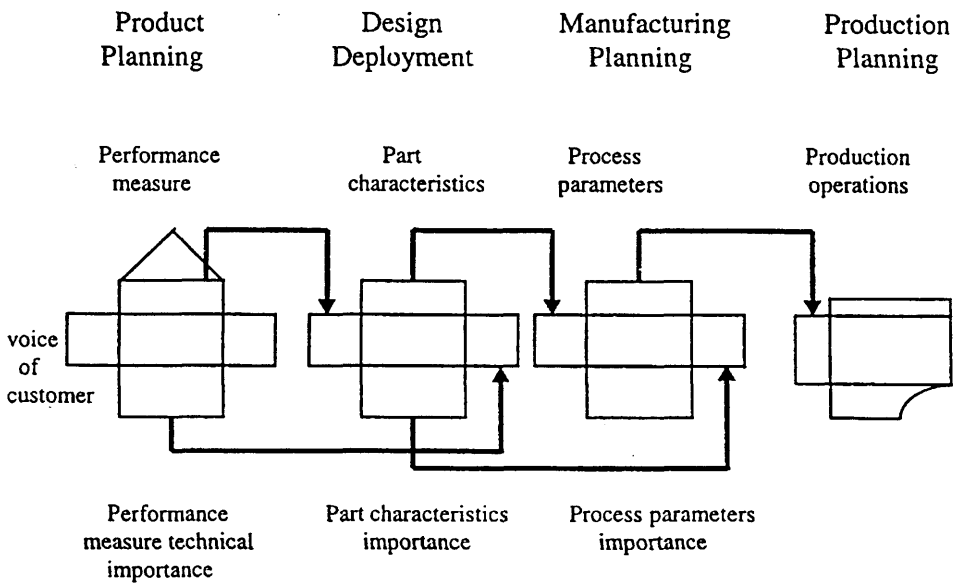 Product
Planning
Design
Deployment
Manufacturing
Planning
Production
Planning
Performance
measure
Part
characteristics
Process
parameters
Production
operations
voice
of
customer
Performance
measure technical
importance
Part characteristics
importance
Process parameters
importance